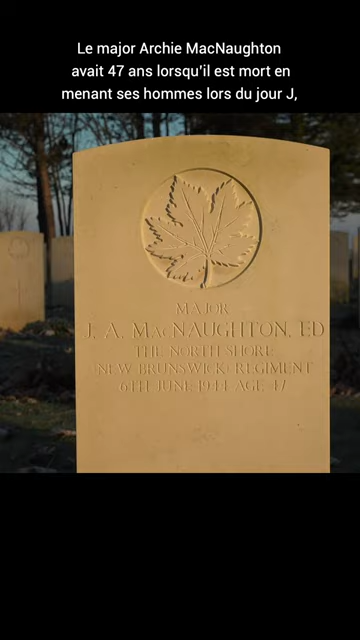 Le major Archie MacNaughton
avait 47 ans lorsqu'il est mort en
menant ses hommes lors du jour J,
MAJOR
J. A. MACNAUGHTON, ED
THE NORTH SHORE
(NEW BRUNSWICK) REGIMENT
6TH JUNE 1944 AGE 47